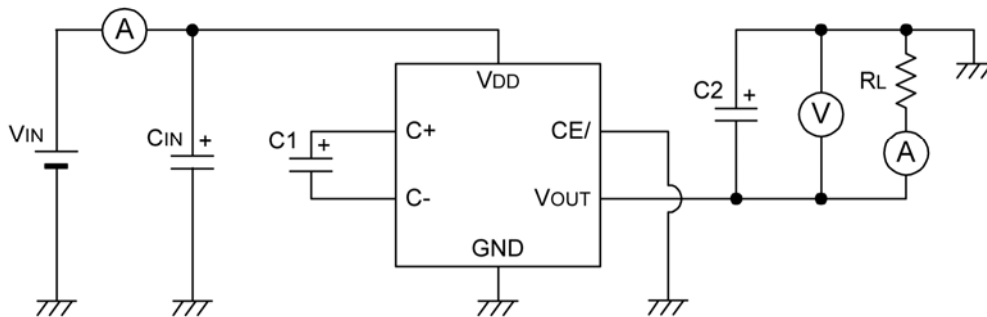 A
VIN
CIN
+
C1
+
VDD
C+
C-
CE/
VOUT
GND
C2
+
V
RL
A